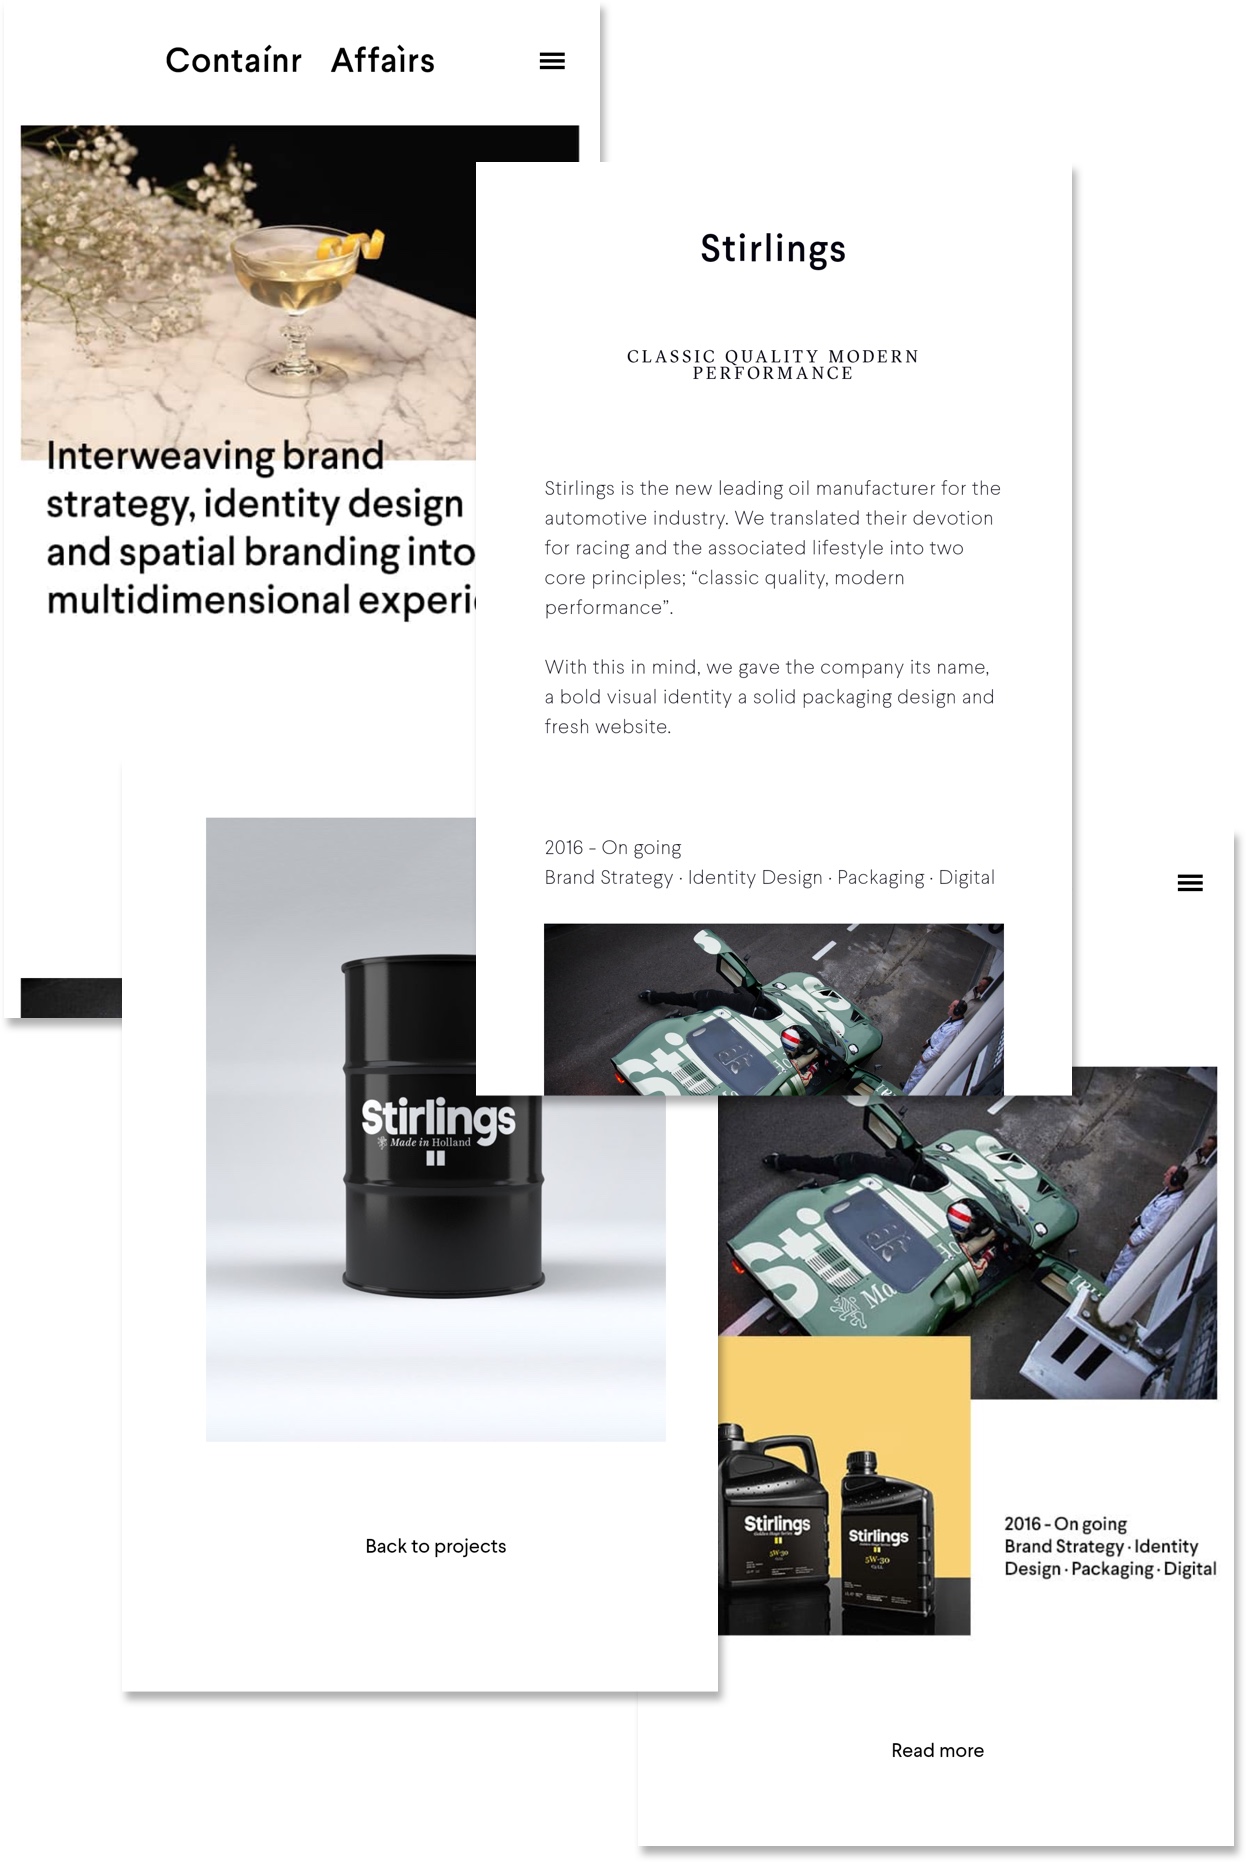 Contaínr Affaìrs
Interweaving brand
strategy, identity design
and spatial branding into
multidimensional
Stirlings
CLASSIC QUALITY MODERN
PERFORMANCE
Stirlings is the new leading oil manufacturer for the
automotive industry. We translated their devotion
for racing and the associated lifestyle into two
core principles; “classic quality, modern
performance”.
With this in mind, we gave the company its name,
a bold visual identity a solid packaging design and
fresh website.
2016 - On going
Brand Strategy · Identity Design · Packaging · Digital
Stirlings
Made in Holland
Back to projects
Stirlings
5W-30
Stirlings
5W-30
2016 - On going
Brand Strategy · Identity
Design · Packaging · Digital
Read more